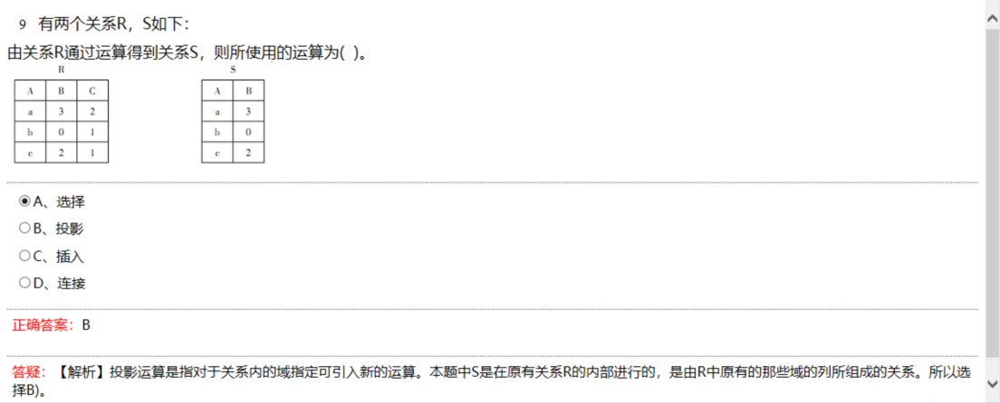 9 有两个关系R，S如下：
由关系R通过运算得到关系S，则所使用的运算为( )。
R S
A B C A B
a 3 2 a 3
b 0 1 b 0
c 2 1 c 2
A、选择
B、投影
C、插入
D、连接
正确答案：B
答疑：【解析】投影运算是指对于关系内的域指定可引入新的运算。本题中S是在原有关系R的内部进行的，是由R中原有的那些域的列所组成的关系。所以选
择B)。